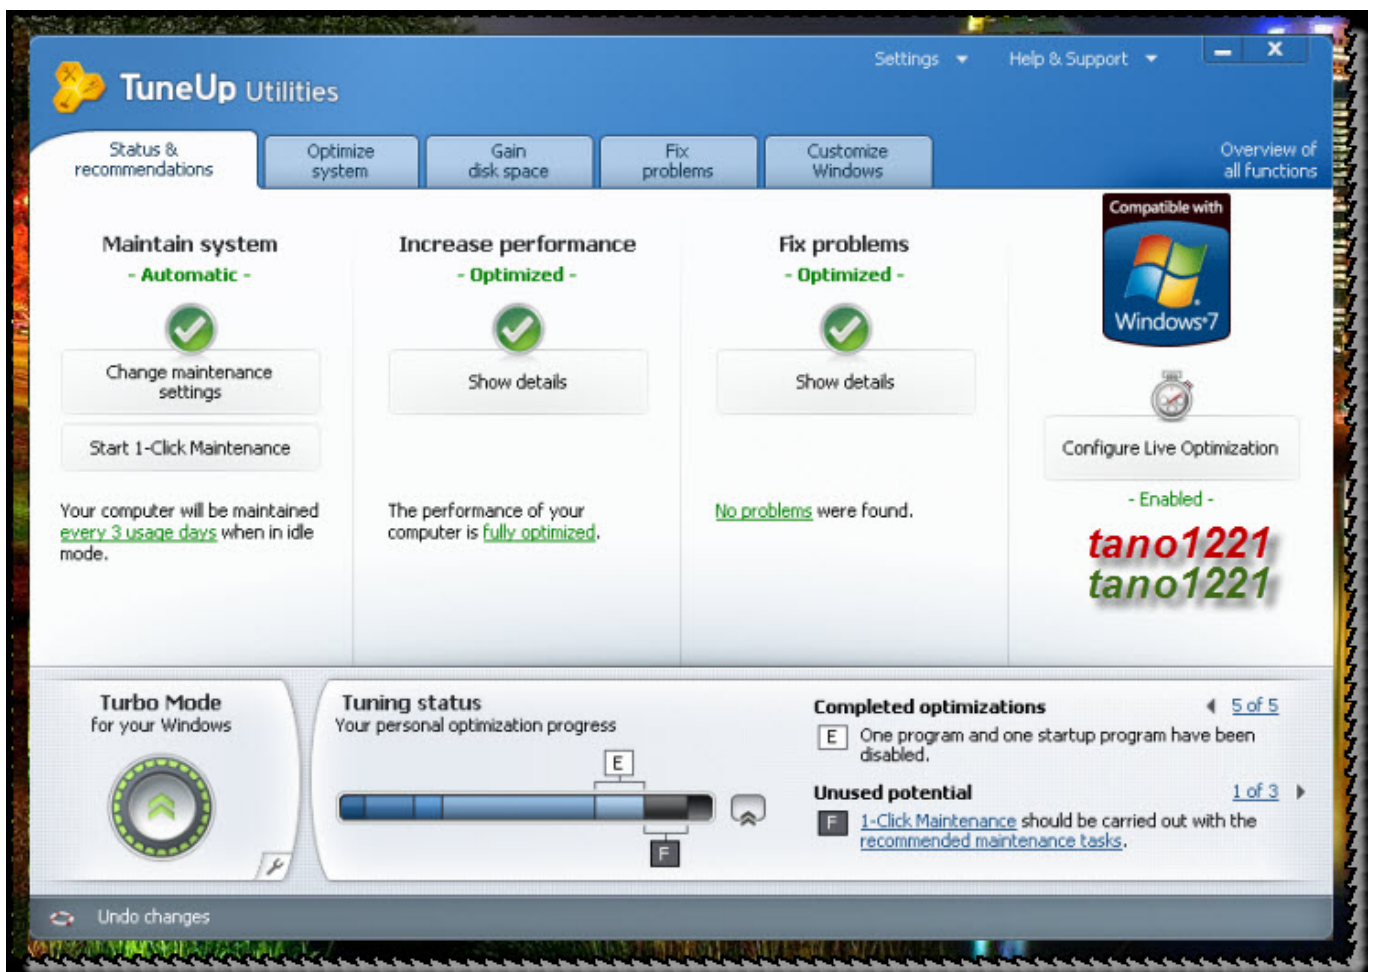 Settings
Help & Support
TuneUp Utilities
Status &
recommendations
Optimize
system
Gain
disk space
Fix
problems
Customize
Windows
Overview of
all functions
Maintain system
- Automatic -
Change maintenance
settings
Start 1-Click Maintenance
Your computer will be maintained
every 3 usage days when in idle
mode.
Increase performance
- Optimized -
Show details
The performance of your
computer is fully optimized.
Fix problems
- Optimized -
Show details
No problems were found.
Compatible with
Windows 7
Configure Live Optimization
- Enabled -
tano1221
tano1221
Turbo Mode
for your Windows
Tuning status
Your personal optimization progress
E
F
Completed optimizations
5 of 5
E One program and one startup program have been
disabled.
Unused potential
1 of 3
F 1-Click Maintenance should be carried out with the
recommended maintenance tasks.
Undo changes